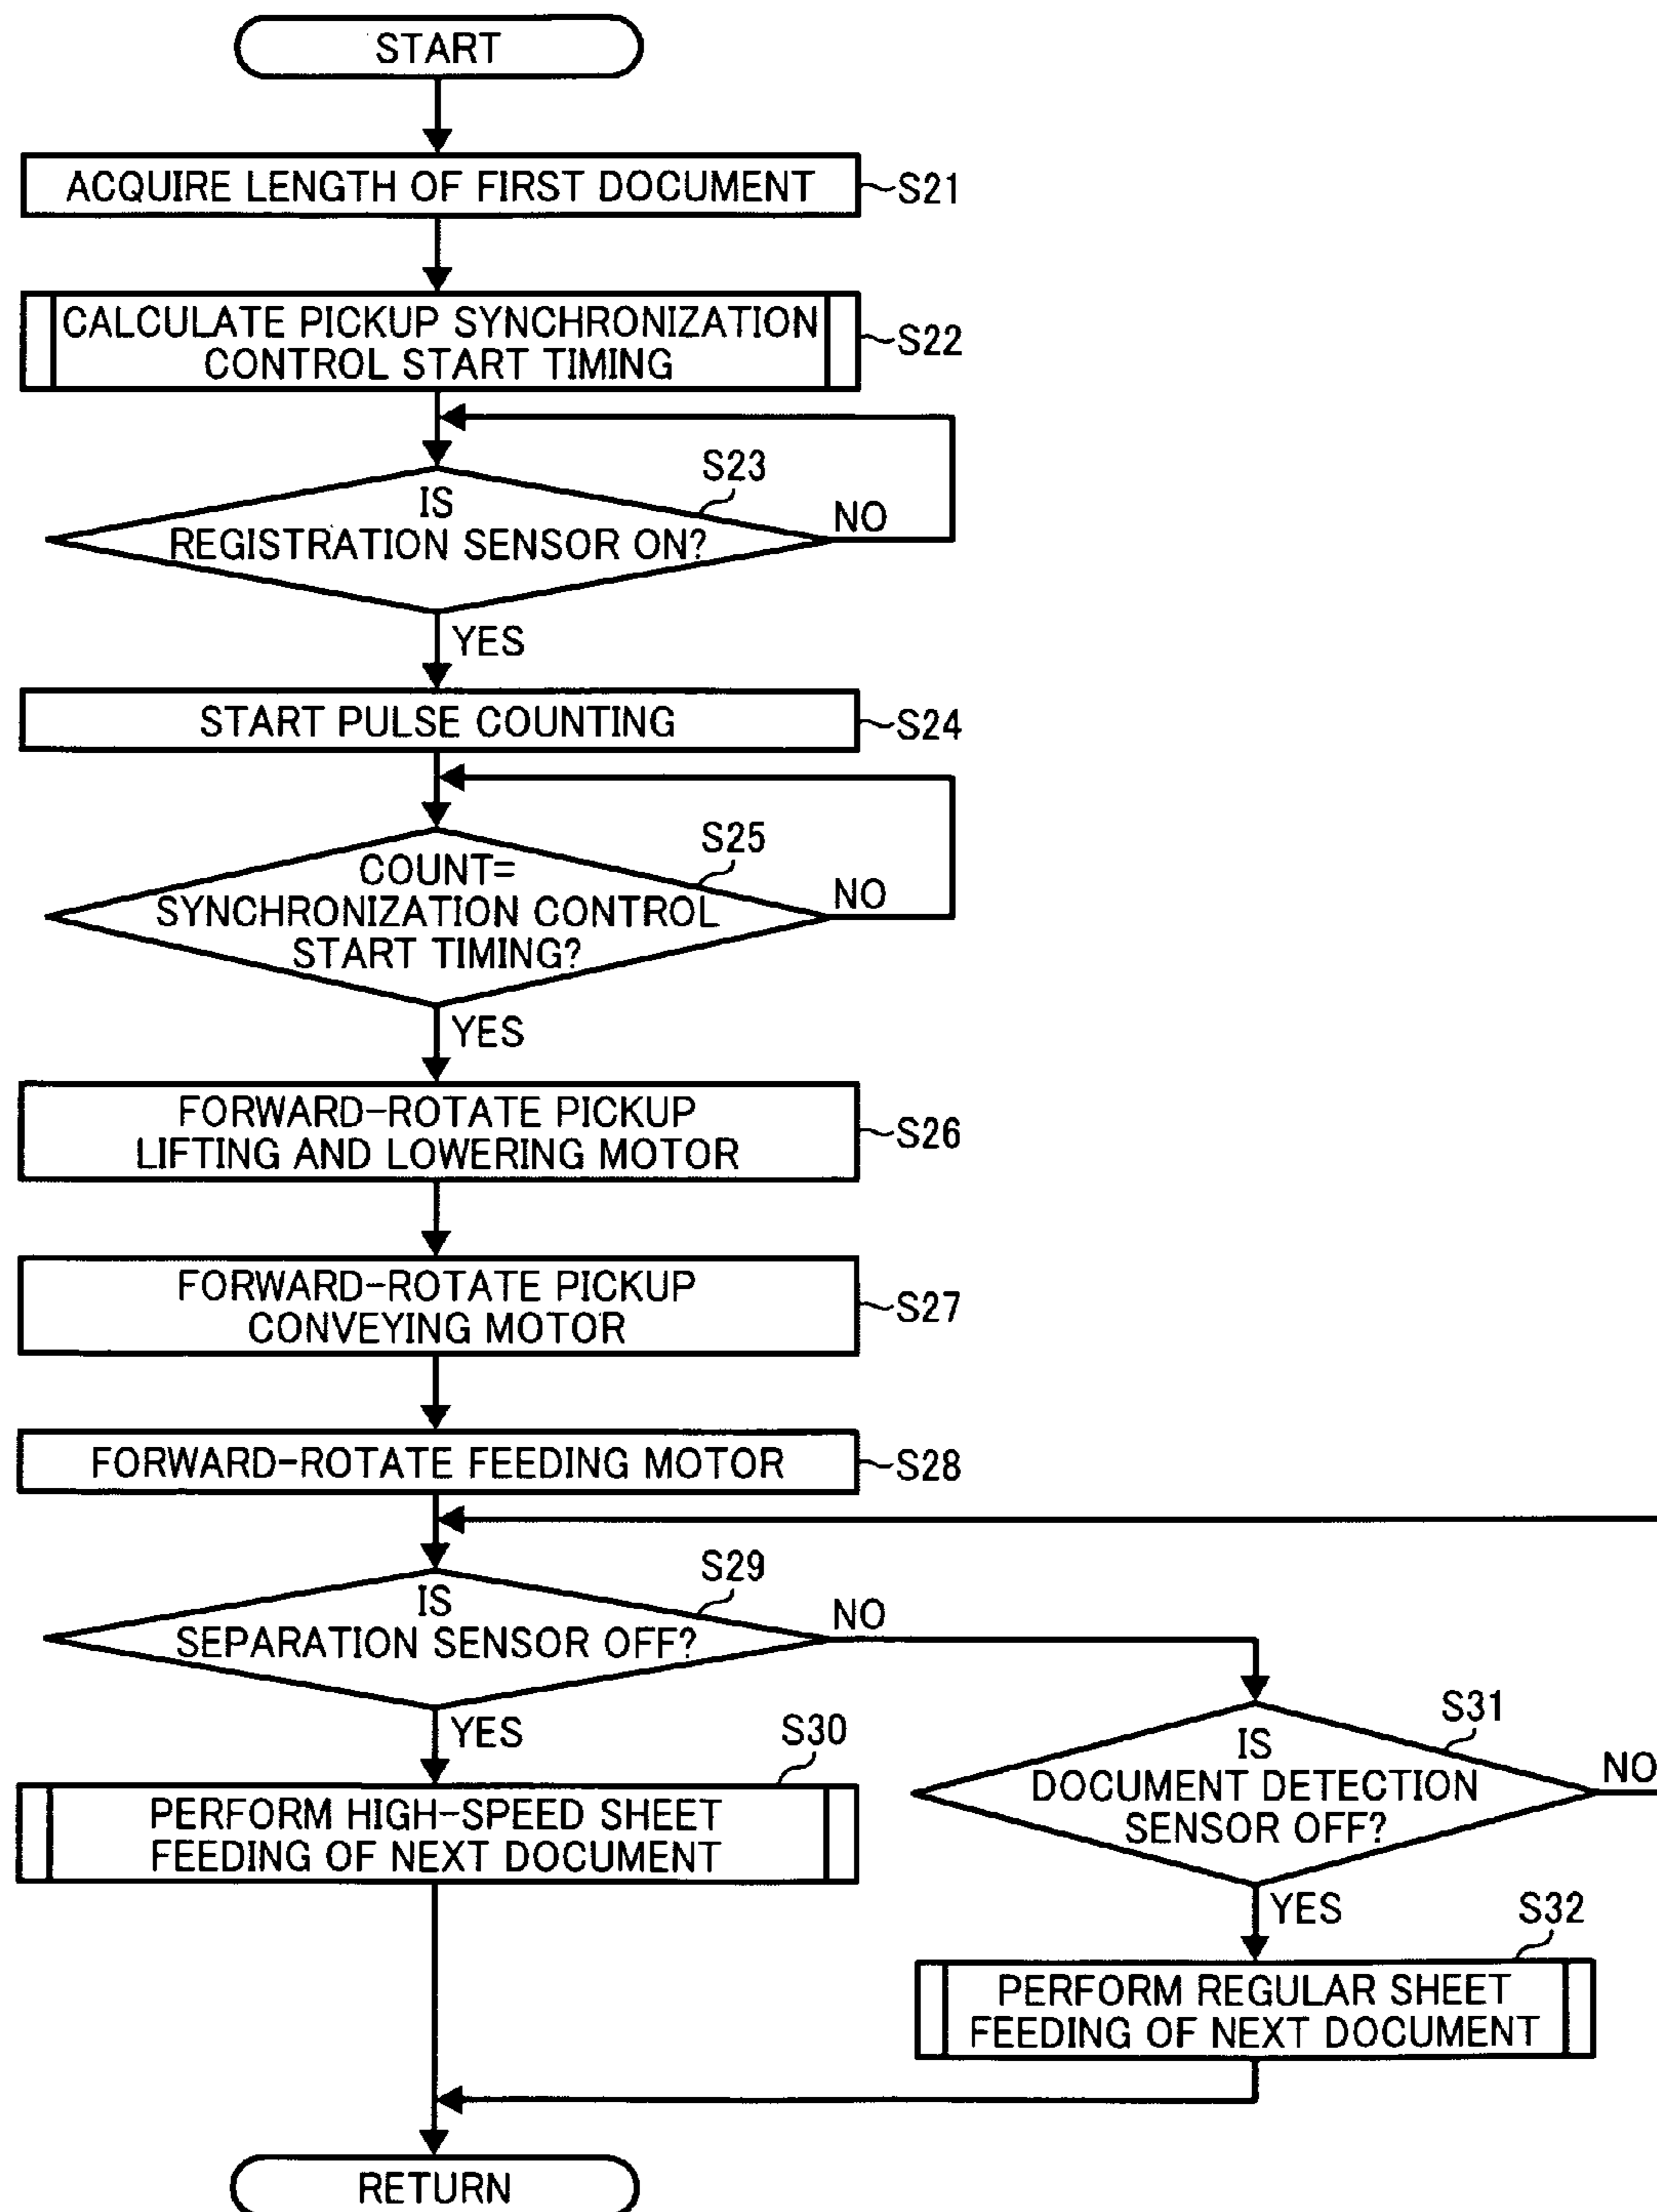 START
ACQUIRE LENGTH OF FIRST DOCUMENT
S21
CALCULATE PICKUP SYNCHRONIZATION
CONTROL START TIMING
S22
S23
IS
REGISTRATION SENSOR ON?
NO
YES
START PULSE COUNTING
S24
S25
COUNT=
SYNCHRONIZATION CONTROL
START TIMING?
NO
YES
FORWARD-ROTATE PICKUP
LIFTING AND LOWERING MOTOR
S26
FORWARD-ROTATE PICKUP
CONVEYING MOTOR
S27
FORWARD-ROTATE FEEDING MOTOR
S28
S29
IS
SEPARATION SENSOR OFF?
NO
YES
S30
PERFORM HIGH-SPEED SHEET
FEEDING OF NEXT DOCUMENT
S31
IS
DOCUMENT DETECTION
SENSOR OFF?
NO
YES
S32
PERFORM REGULAR SHEET
FEEDING OF NEXT DOCUMENT
RETURN